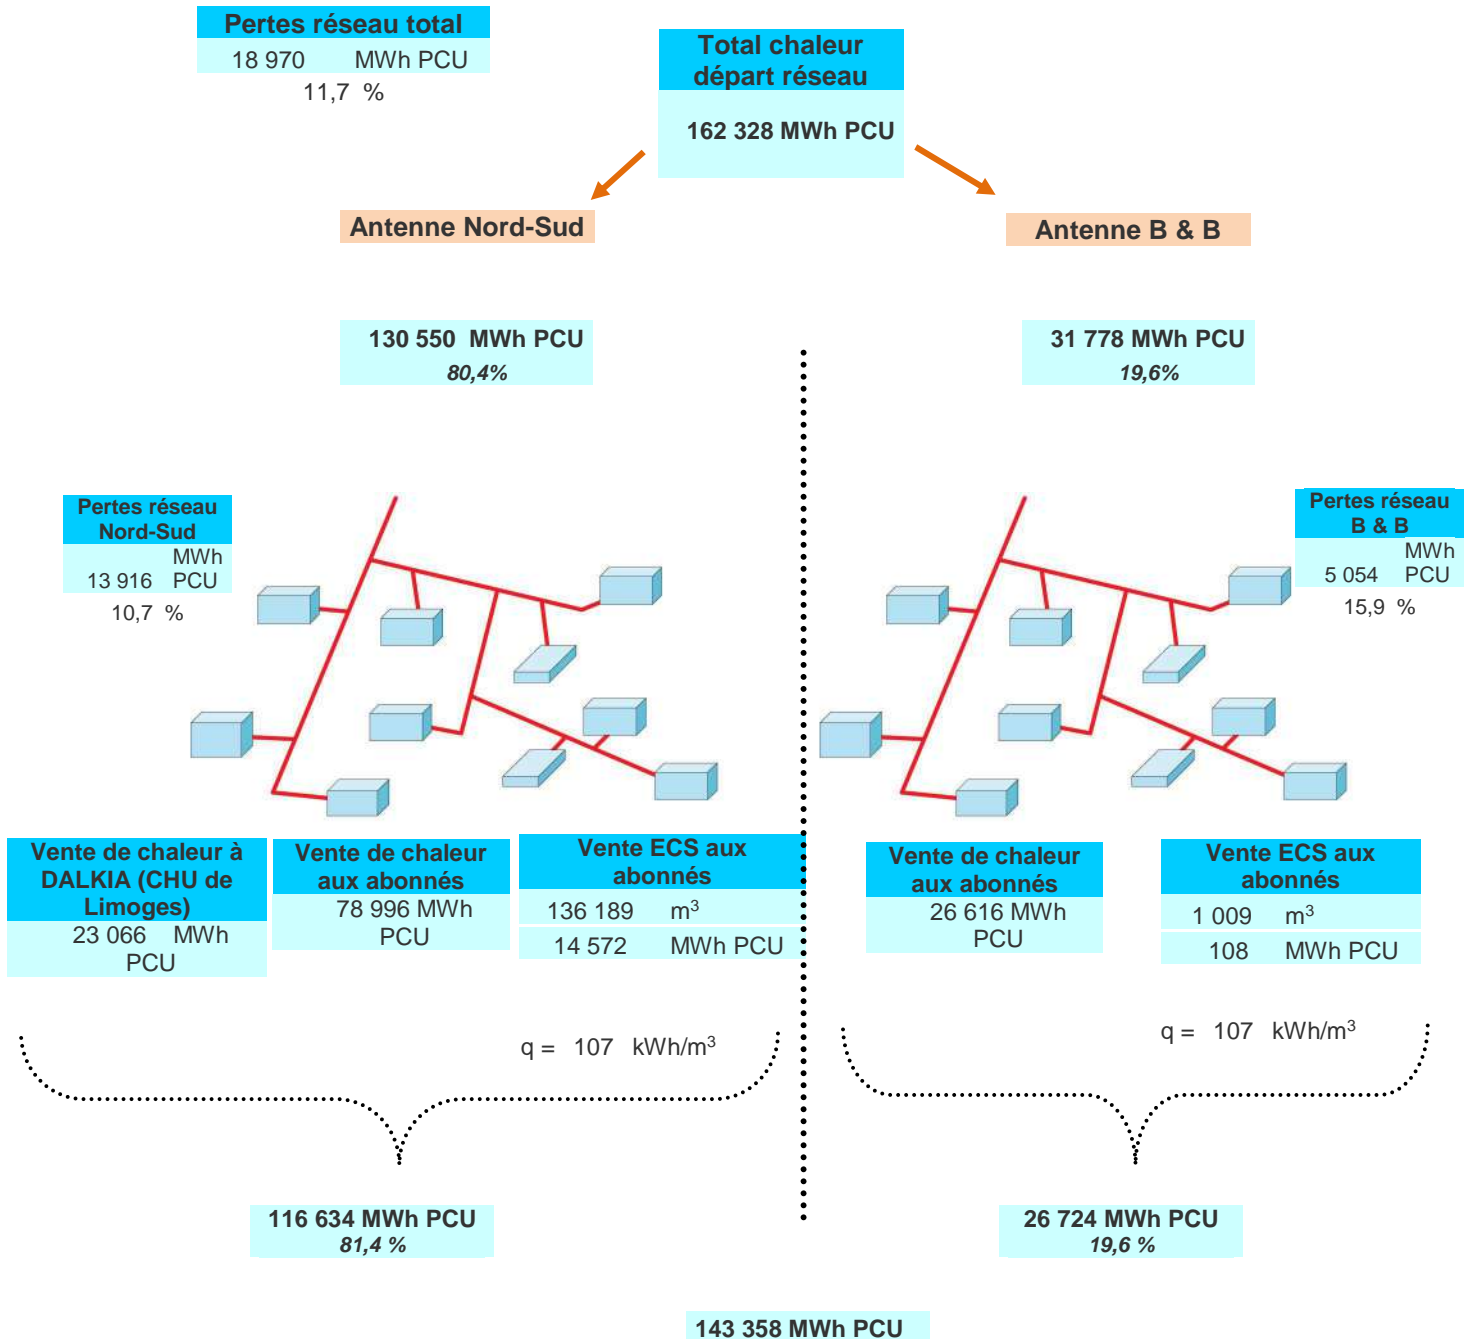 Pertes réseau total
18 970 MWh PCU
11,7 %
Total chaleur
départ réseau
162 328 MWh PCU
Antenne Nord-Sud
Antenne B & B
130 550 MWh PCU
80,4%
31 778 MWh PCU
19,6%
Pertes réseau
Nord-Sud
MWh
13 916 PCU
10,7 %
Pertes réseau
B & B
MWh
5 054 PCU
15,9 %
Vente de chaleur à
DALKIA (CHU de
Limoges)
23 066 MWh
PCU
Vente de chaleur
aux abonnés
78 996 MWh
PCU
Vente ECS aux
abonnés
136 189 m³
14 572 MWh PCU
Vente de chaleur
aux abonnés
26 616 MWh
PCU
Vente ECS aux
abonnés
1 009 m³
108 MWh PCU
q = 107 kWh/m³
q = 107 kWh/m³
116 634 MWh PCU
81,4 %
26 724 MWh PCU
19,6 %
143 358 MWh PCU